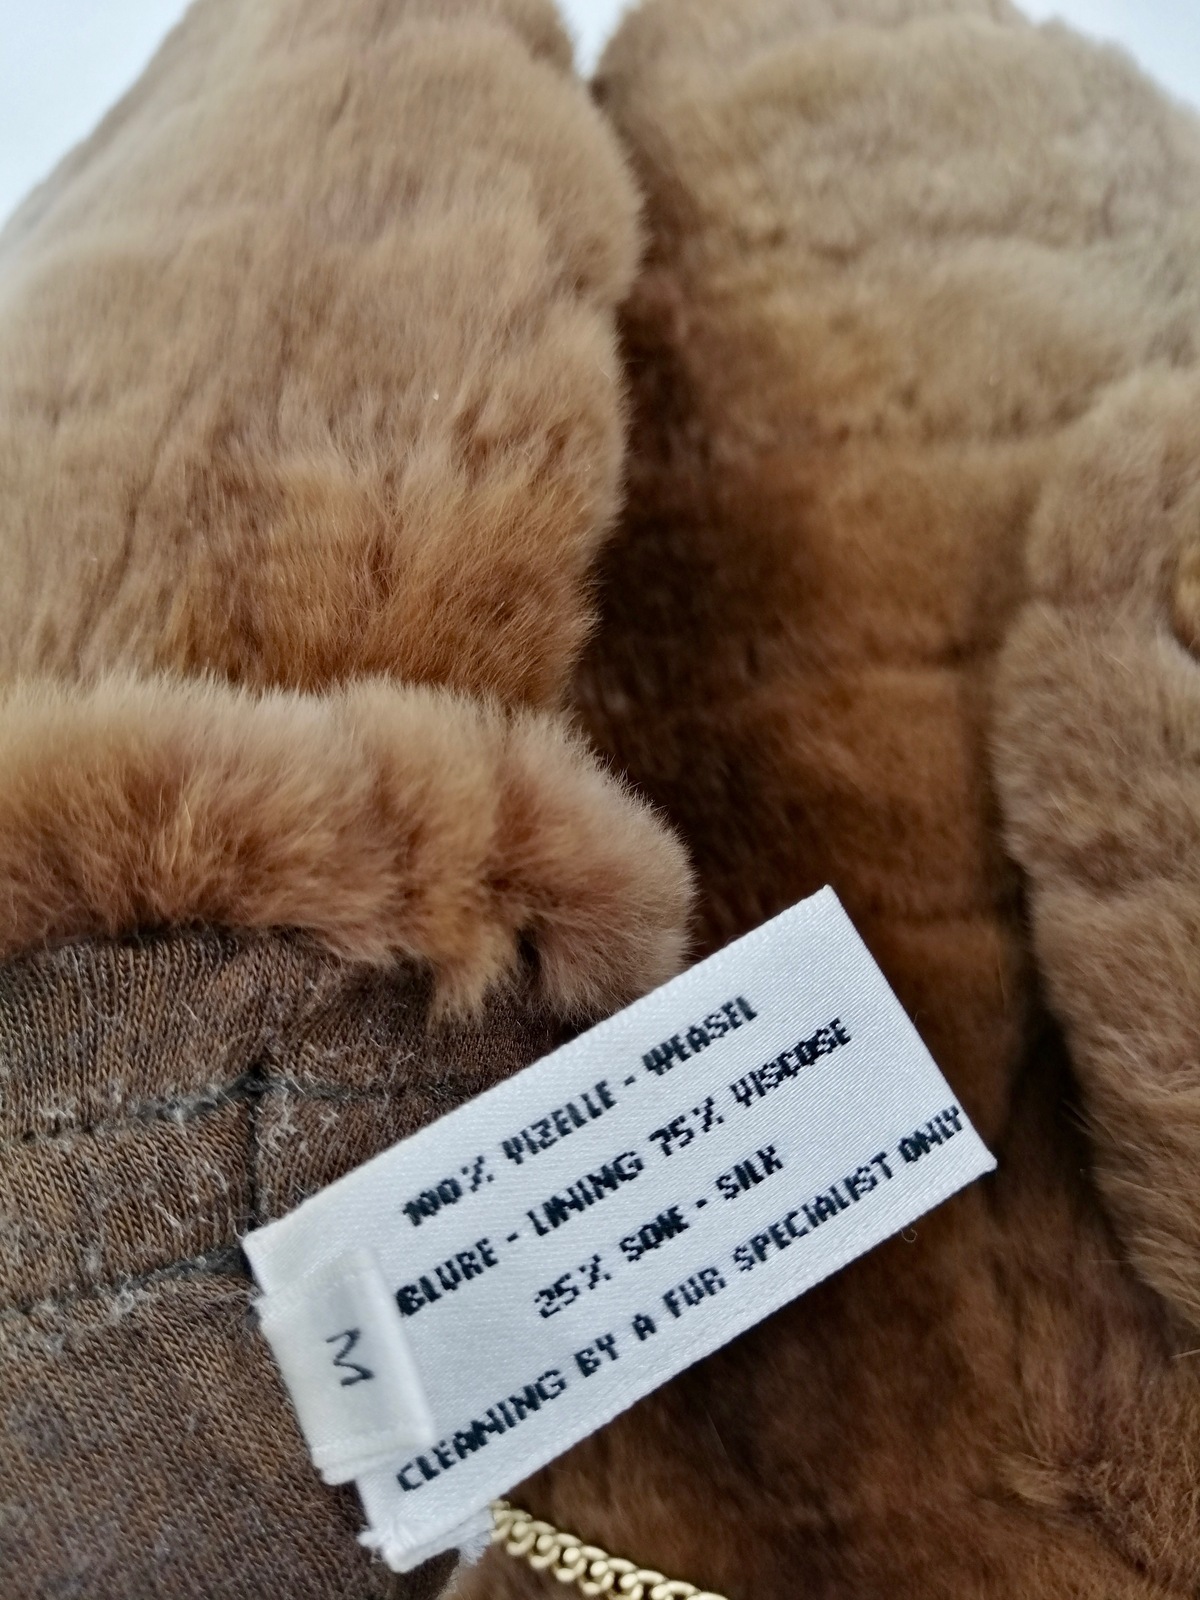 100% VIZELLE - WEASEL
BLURE - LINING 75% VISCOSE
25% SOIE - SILK
CLEANING BY A FUR SPECIALIST ONLY
M